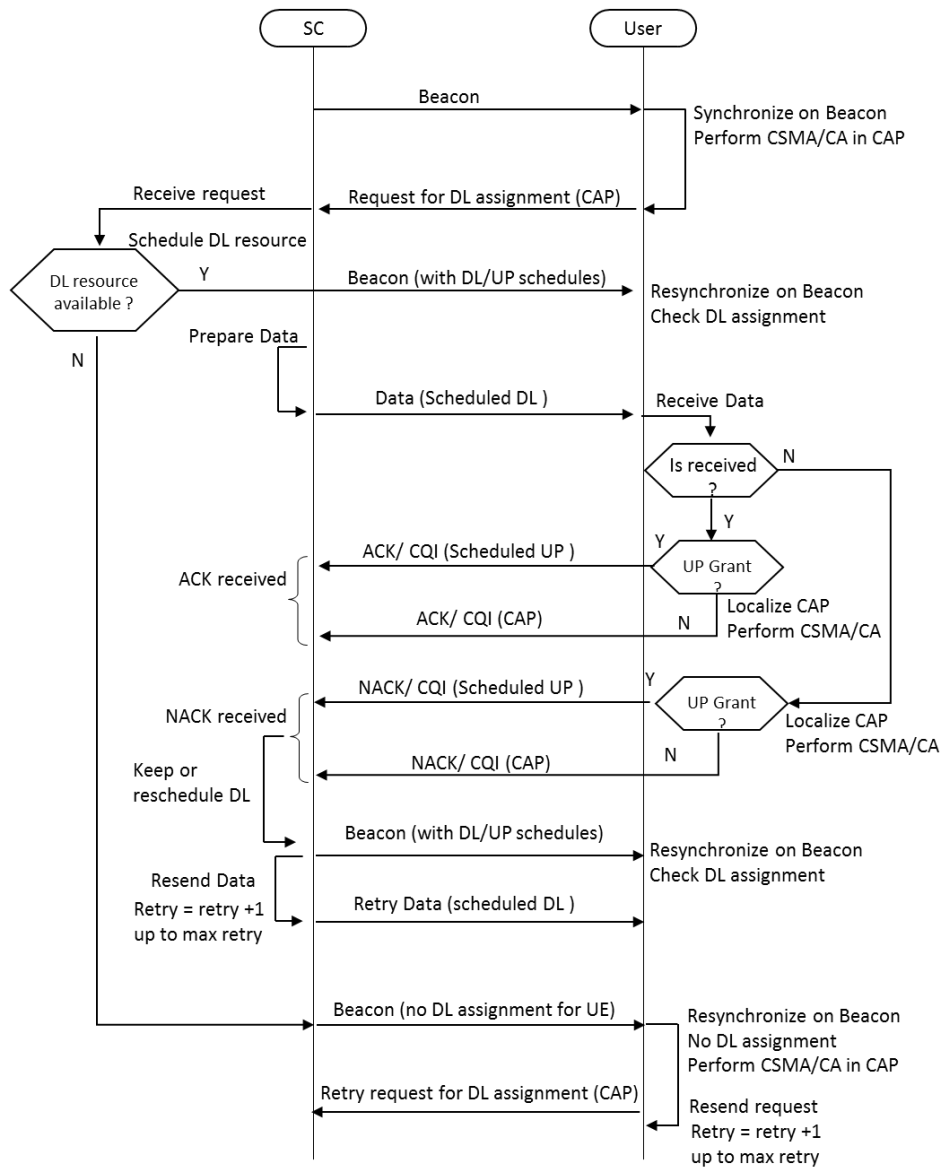 SC
User
Beacon
Synchronize on Beacon
Perform CSMA/CA in CAP
Receive request
Request for DL assignment (CAP)
Schedule DL resource
DL resource
available ?
Y
Beacon (with DL/UP schedules)
Resynchronize on Beacon
Check DL assignment
Prepare Data
N
Data (Scheduled DL )
Receive Data
Is received
?
N
Y
ACK/ CQI (Scheduled UP )
Y
UP Grant
?
ACK received
Localize CAP
Perform CSMA/CA
ACK/ CQI (CAP)
N
NACK/ CQI (Scheduled UP )
Y
UP Grant
?
NACK received
Localize CAP
Perform CSMA/CA
NACK/ CQI (CAP)
N
Keep or
reschedule DL
Beacon (with DL/UP schedules)
Resynchronize on Beacon
Check DL assignment
Resend Data
Retry = retry +1
up to max retry
Retry Data (scheduled DL )
Beacon (no DL assignment for UE)
Resynchronize on Beacon
No DL assignment
Perform CSMA/CA in CAP
Retry request for DL assignment (CAP)
Resend request
Retry = retry +1
up to max retry